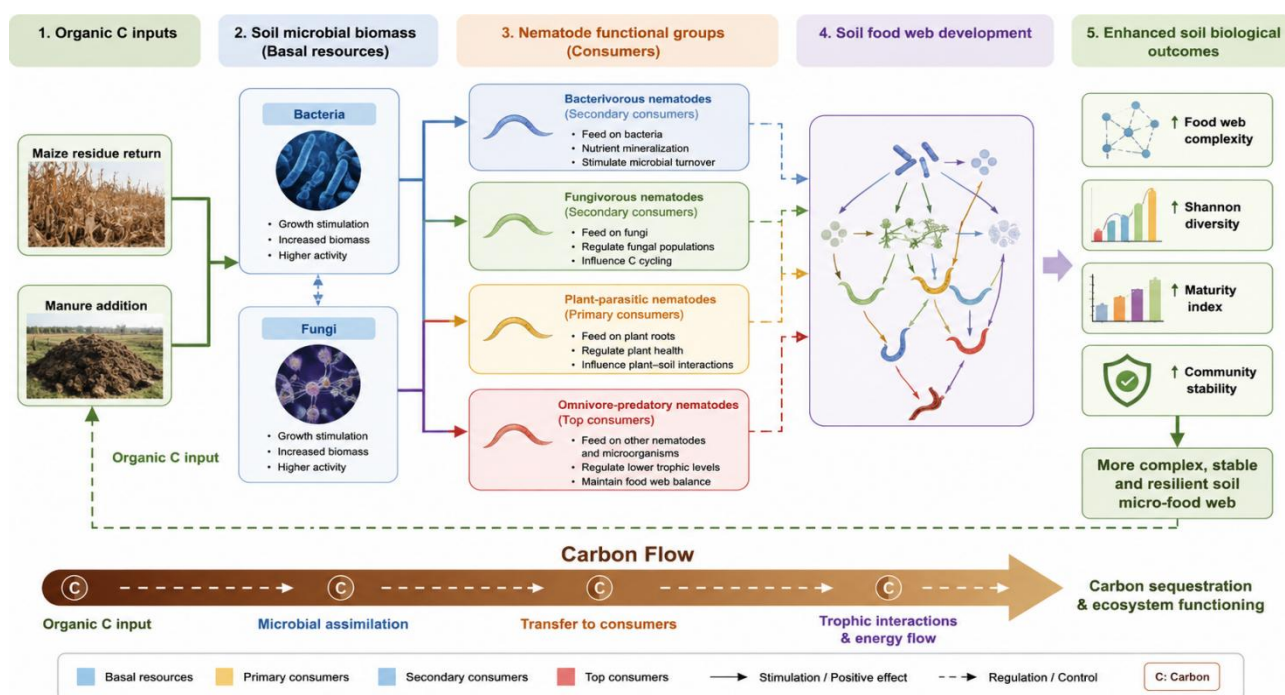 1. Organic C inputs
2. Soil microbial biomass
(Basal resources)
3. Nematode functional groups
(Consumers)
4. Soil food web development
5. Enhanced soil biological
outcomes
Maize residue return
Manure addition
Organic C input
Bacteria
• Growth stimulation
• Increased biomass
• Higher activity
Fungi
• Growth stimulation
• Increased biomass
• Higher activity
Bacterivorous nematodes
(Secondary consumers)
• Feed on bacteria
• Nutrient mineralization
• Stimulate microbial turnover
Fungivorous nematodes
(Secondary consumers)
• Feed on fungi
• Regulate fungal populations
• Influence C cycling
Plant-parasitic nematodes
(Primary consumers)
• Feed on plant roots
• Regulate plant health
• Influence plant–soil interactions
Omnivore-predatory nematodes
(Top consumers)
• Feed on other nematodes
and microorganisms
• Regulate lower trophic levels
• Maintain food web balance
↑ Food web
complexity
↑ Shannon
diversity
↑ Maturity
index
↑ Community
stability
More complex, stable
and resilient soil
micro-food web
Carbon Flow
C C C C
Organic C input
Microbial assimilation
Transfer to consumers
Trophic interactions
& energy flow
Carbon sequestration
& ecosystem functioning
Basal resources
Primary consumers
Secondary consumers
Top consumers
Stimulation / Positive effect
Regulation / Control
C: Carbon